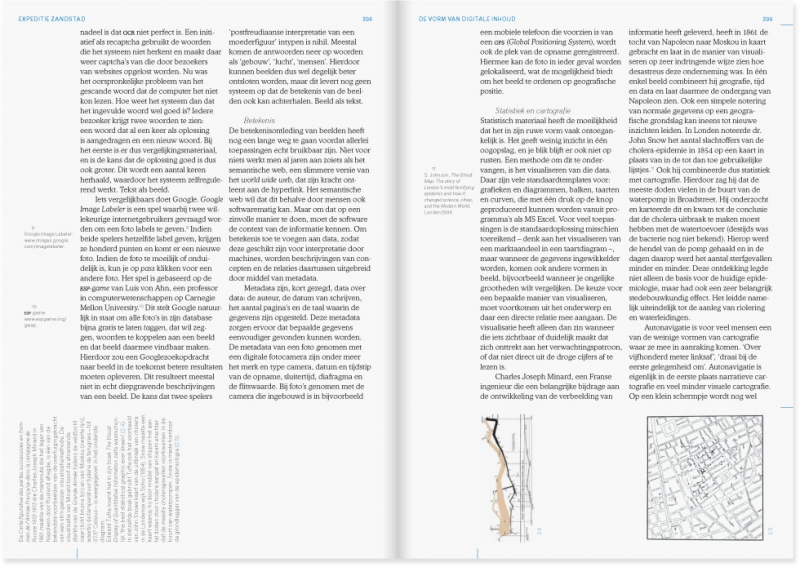 EXPEDITIE ZANDSTAD
298
nadeel is dat OCR niet perfect is. Een initi-
atief als recaptcha gebruikt de woorden
die het systeem niet herkent en maakt daar
weer captcha's van die door bezoekers
van websites opgelost worden. Nu was
het oorspronkelijke probleem van het
gescande woord dat de computer het niet
kon lezen. Hoe weet het systeem dan dat
het ingevulde woord wel goed is? Iedere
bezoeker krijgt twee woorden te zien:
een woord dat al een keer als oplossing
is aangedragen en een nieuw woord. Bij
het eerste is er dus vergelijkingsmateriaal,
en is de kans dat de oplossing goed is dus
ook groter. Dit wordt een aantal keren
herhaald, waardoor het systeem zelfregule-
rend werkt. Tekst als beeld.
Iets vergelijkbaars doet Google. Google
Image Labeler is een spel waarbij twee wil-
lekeurige internetgebruikers gevraagd wor-
den om een foto labels te geven. Indien
beide spelers hetzelfde label geven, krijgen
ze honderd punten en komt er een nieuwe
foto. Indien de foto te moeilijk of ondui-
delijk is, kun je op pass klikken voor een
andere foto. Het spel is gebaseerd op de
ESP-game van Luis von Ahn, een professor
in computerwetenschappen op Carnegie
Mellon University. Dit stelt Google natuur-
lijk in staat om alle foto's in zijn database
bijna gratis te laten taggen, dat wil zeg-
gen, woorden te koppelen aan een beeld
en dat beeld daarmee vindbaar maken.
Hierdoor zou een Googlezoekopdracht
naar beeld in de toekomst betere resultaten
moeten opleveren. Dit resulteert meestal
niet in echt diepgravende beschrijvingen
van een beeld. De kans dat twee spelers
'postfreudiaanse interpretatie van een
moederfiguur' intypen is nihil. Meestal
komen de antwoorden neer op woorden
als 'gebouw', 'lucht', 'mensen'. Hierdoor
kunnen beelden dus wel degelijk beter
ontsloten worden, maar dit levert nog geen
systeem op dat de betekenis van de beel-
den ook kan achterhalen. Beeld als tekst.
Betekenis
De betekenisontleding van beelden heeft
nog een lange weg te gaan voordat allerlei
toepassingen echt bruikbaar zijn. Niet voor
niets werkt men al jaren aan zoiets als het
semantische web, een slimmere versie van
het world wide web, dat zijn kracht ont-
leent aan de hyperlink. Het semantische
web wil dat dit behalve door mensen ook
softwarematig kan. Maar om dat op een
zinvolle manier te doen, moet de software
de context van de informatie kennen. Om
betekenis toe te voegen aan data, zodat
deze geschikt zijn voor interpretatie door
machines, worden beschrijvingen van con-
cepten en de relaties daartussen uitgebreid
door middel van metadata.
Metadata zijn, kort gezegd, data over
data: de auteur, de datum van schrijven,
het aantal pagina's en de taal waarin de
gegevens zijn opgesteld. Deze metadata
zorgen ervoor dat bepaalde gegevens
eenvoudiger gevonden kunnen worden.
De metadata van een foto genomen met
een digitale fotocamera zijn onder meer
het merk en type camera, datum en tijdstip
van de opname, sluitertijd, diafragma en
de flitswaarde. Bij foto's genomen met de
camera die ingebouwd is in bijvoorbeeld
9
Google Image Labeler
www.images.google.
com/imagelabeler.
10
ESP game:
www.espgame.org/
gwap.
DE VORM VAN DIGITALE INHOUD
299
een mobiele telefoon die voorzien is van
een GPS (Global Positioning System), wordt
ook de plek van de opname geregistreerd.
Hiermee kan de foto in ieder geval worden
gelokaliseerd, wat de mogelijkheid biedt
om het beeld te ordenen op geografische
positie.
Statistiek en cartografie
Statistisch materiaal heeft de moeilijkheid
dat het in zijn ruwe vorm vaak ontoegan-
kelijk is. Het geeft weinig inzicht in één
oogopslag, en je blik blijft er ook niet op
rusten. Een methode om dit te onder-
vangen, is het visualiseren van die data.
Daar zijn vele standaardtemplates voor:
grafieken en diagrammen, balken, taarten
en curven, die met één druk op de knop
geproduceerd kunnen worden vanuit pro-
gramma's als MS Excel. Voor veel toepas-
singen is de standaardoplossing misschien
toereikend – denk aan het visualiseren van
een marktaandeel in een taartdiagram –,
maar wanneer de gegevens ingewikkelder
worden, komen ook andere vormen in
beeld, bijvoorbeeld wanneer je ongelijke
grootheden wilt vergelijken. De keuze voor
een bepaalde manier van visualiseren,
moet voortkomen uit het onderwerp en
daar een directe relatie mee aangaan. De
visualisatie heeft alleen dan zin wanneer
die iets zichtbaar of duidelijk maakt dat
zich onttrekt aan het verwachtingspatroon,
of dat niet direct uit de droge cijfers af te
lezen is.
Charles Joseph Minard, een Franse
ingenieur die een belangrijke bijdrage aan
de ontwikkeling van de verbeelding van
informatie heeft geleverd, heeft in 1861 de
tocht van Napoleon naar Moskou in kaart
gebracht en laat in de manier van visuali-
seren op zeer indringende wijze zien hoe
desastreus deze onderneming was. In één
enkel beeld combineert hij geografie, tijd
en data en laat daarmee de ondergang van
Napoleon zien. Ook een simpele notering
van normale gegevens op een geogra-
fische grondslag kan ineens tot nieuwe
inzichten leiden. In Londen noteerde dr.
John Snow het aantal slachtoffers van de
cholera-epidemie in 1854 op een kaart in
plaats van in de tot dan toe gebruikelijke
lijstjes. Ook hij combineerde dus statistiek
met cartografie. Hierdoor zag hij dat de
meeste doden vielen in de buurt van de
waterpomp in Broadstreet. Hij onderzocht
en karteerde dit en kwam tot de conclusie
dat de cholera-uitbraak te maken moest
hebben met de watertoevoer (destijds was
de bacterie nog niet bekend). Hierop werd
de hendel van de pomp gehaald en in de
dagen daarop werd het aantal sterfgevallen
minder en minder. Deze ontdekking legde
niet alleen de basis voor de huidige epide-
miologie, maar had ook een zeer belangrijk
stedebouwkundig effect. Het leidde name-
lijk uiteindelijk tot de aanleg van riolering
en waterleidingen.
Autonavigatie is voor veel mensen een
van de weinige vormen van cartografie
waar ze mee in aanraking komen. 'Over
vijfhonderd meter linksaf', 'draai bij de
eerste gelegenheid om'. Autonavigatie is
eigenlijk in de eerste plaats narratieve car-
tografie en veel minder visuele cartografie.
Op een klein schermpje wordt nog wel
11
S. Johnson, The Ghost
Map: The story of
London's most terrifying
epidemic and how it
changed science, cities,
and the Modern World,